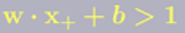 w · x₊ + b > 1